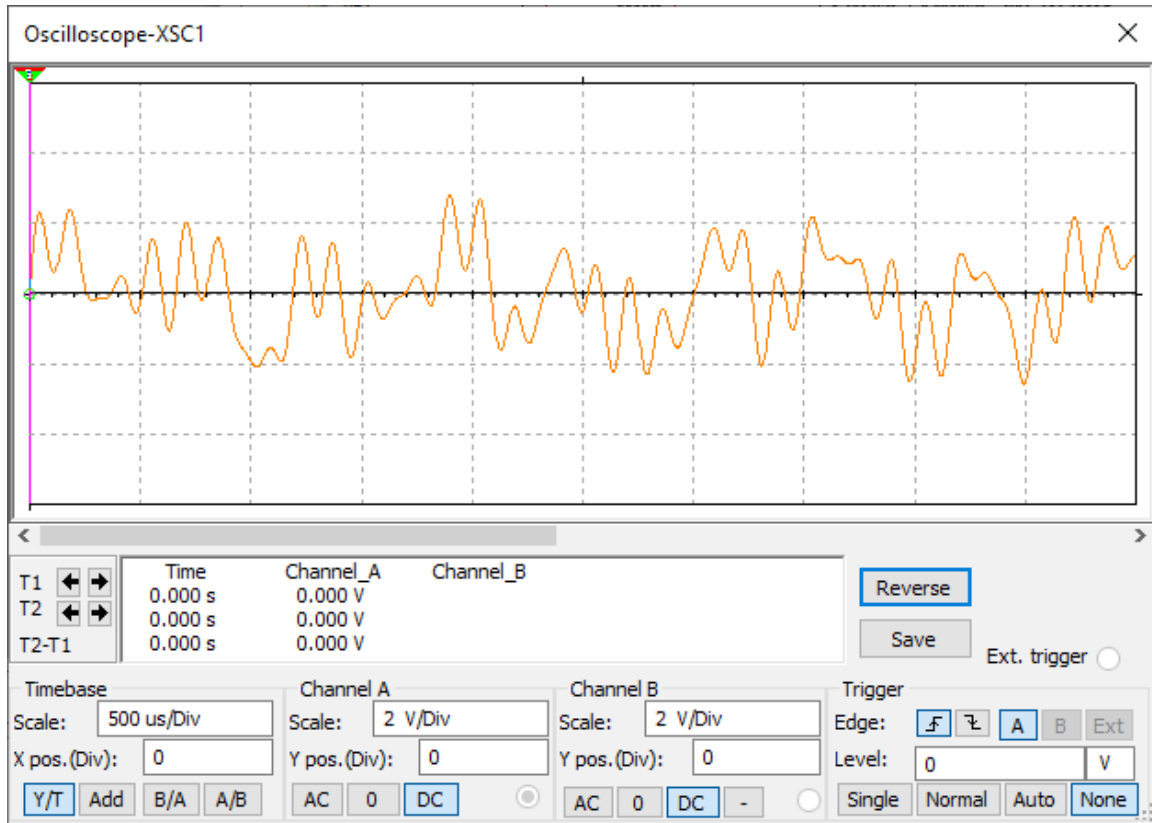 Oscilloscope-XSC1
Time Channel_A Channel_B
T1 0.000 s 0.000 V
T2 0.000 s 0.000 V
T2-T1 0.000 s 0.000 V
Reverse
Save
Ext. trigger
Timebase
Scale: 500 us/Div
X pos.(Div): 0
Y/T Add B/A A/B
Channel A
Scale: 2 V/Div
Y pos.(Div): 0
AC 0 DC
Channel B
Scale: 2 V/Div
Y pos.(Div): 0
AC 0 DC -
Trigger
Edge: A B Ext
Level: 0 V
Single Normal Auto None